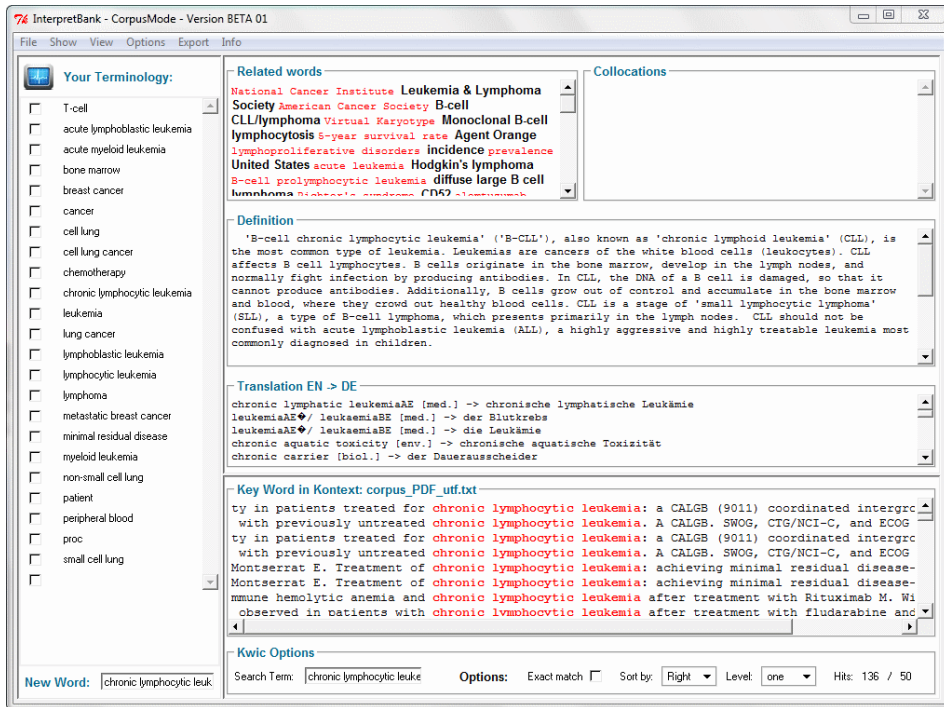 InterpretBank - CorpusMode - Version BETA 01
File Show View Options Export Info
Your Terminology:
T-cell
acute lymphoblastic leukemia
acute myeloid leukemia
bone marrow
breast cancer
cancer
cell lung
cell lung cancer
chemotherapy
chronic lymphocytic leukemia
leukemia
lung cancer
lymphoblastic leukemia
lymphocytic leukemia
lymphoma
metastatic breast cancer
minimal residual disease
myeloid leukemia
non-small cell lung
patient
peripheral blood
proc
small cell lung
New Word: chronic lymphocytic leuk
Related words
National Cancer Institute Leukemia & Lymphoma
Society American Cancer Society B-cell
CLL/lymphoma Virtual Karyotype Monoclonal B-cell
lymphocytosis 5-year survival rate Agent Orange
lymphoproliferative disorders incidence prevalence
United States acute leukemia Hodgkin's lymphoma
B-cell prolymphocytic leukemia diffuse large B cell
lymphoma Richter's syndrome CD52 alemtuzumab
Collocations
Definition
'B-cell chronic lymphocytic leukemia' ('B-CLL'), also known as 'chronic lymphoid leukemia' (CLL), is
the most common type of leukemia. Leukemias are cancers of the white blood cells (leukocytes). CLL
affects B cell lymphocytes. B cells originate in the bone marrow, develop in the lymph nodes, and
normally fight infection by producing antibodies. In CLL, the DNA of a B cell is damaged, so that it
cannot produce antibodies. Additionally, B cells grow out of control and accumulate in the bone marrow
and blood, where they crowd out healthy blood cells. CLL is a stage of 'small lymphocytic lymphoma'
(SLL), a type of B-cell lymphoma, which presents primarily in the lymph nodes. CLL should not be
confused with acute lymphoblastic leukemia (ALL), a highly aggressive and highly treatable leukemia most
commonly diagnosed in children.
Translation EN -> DE
chronic lymphatic leukemiaAE [med.] -> chronische lymphatische Leukämie
leukemiaAE�/ leukaemiaBE [med.] -> der Blutkrebs
leukemiaAE�/ leukaemiaBE [med.] -> die Leukämie
chronic aquatic toxicity [env.] -> chronische aquatische Toxizität
chronic carrier [biol.] -> der Dauerausscheider
Key Word in Kontext: corpus_PDF_utf.txt
ty in patients treated for chronic lymphocytic leukemia: a CALGB (9011) coordinated intergrc
with previously untreated chronic lymphocytic leukemia. A CALGB. SWOG, CTG/NCI-C, and ECOG
ty in patients treated for chronic lymphocytic leukemia: a CALGB (9011) coordinated intergrc
with previously untreated chronic lymphocytic leukemia. A CALGB. SWOG, CTG/NCI-C, and ECOG
Montserrat E. Treatment of chronic lymphocytic leukemia: achieving minimal residual disease-
Montserrat E. Treatment of chronic lymphocytic leukemia: achieving minimal residual disease-
mmune hemolytic anemia and chronic lymphocytic leukemia after treatment with Rituximab M. Wi
observed in patients with chronic lymphocytic leukemia after treatment with fludarabine and
Kwic Options
Search Term: chronic lymphocytic leuke Options: Exact match Sort by: Right Level: one Hits: 136 / 50